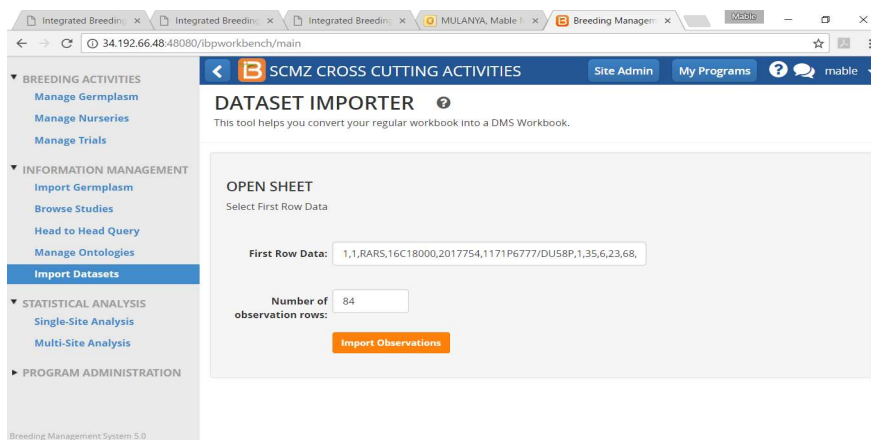 Integrated Breeding
Integrated Breeding
Integrated Breeding
MULANYA, Mable
Breeding Managem
Mable
34.192.66.48:48080/ibpworkbench/main
BREEDING ACTIVITIES
Manage Germplasm
Manage Nurseries
Manage Trials
INFORMATION MANAGEMENT
Import Germplasm
Browse Studies
Head to Head Query
Manage Ontologies
Import Datasets
STATISTICAL ANALYSIS
Single-Site Analysis
Multi-Site Analysis
PROGRAM ADMINISTRATION
Breeding Management System 5.0
SCMZ CROSS CUTTING ACTIVITIES Site Admin My Programs ? mable
DATASET IMPORTER ?
This tool helps you convert your regular workbook into a DMS Workbook.
OPEN SHEET
Select First Row Data
First Row Data: 1,1,RARS,16C18000,2017754,1171P6777/DU58P,1,35,6,23,68,
Number of 84
observation rows:
Import Observations